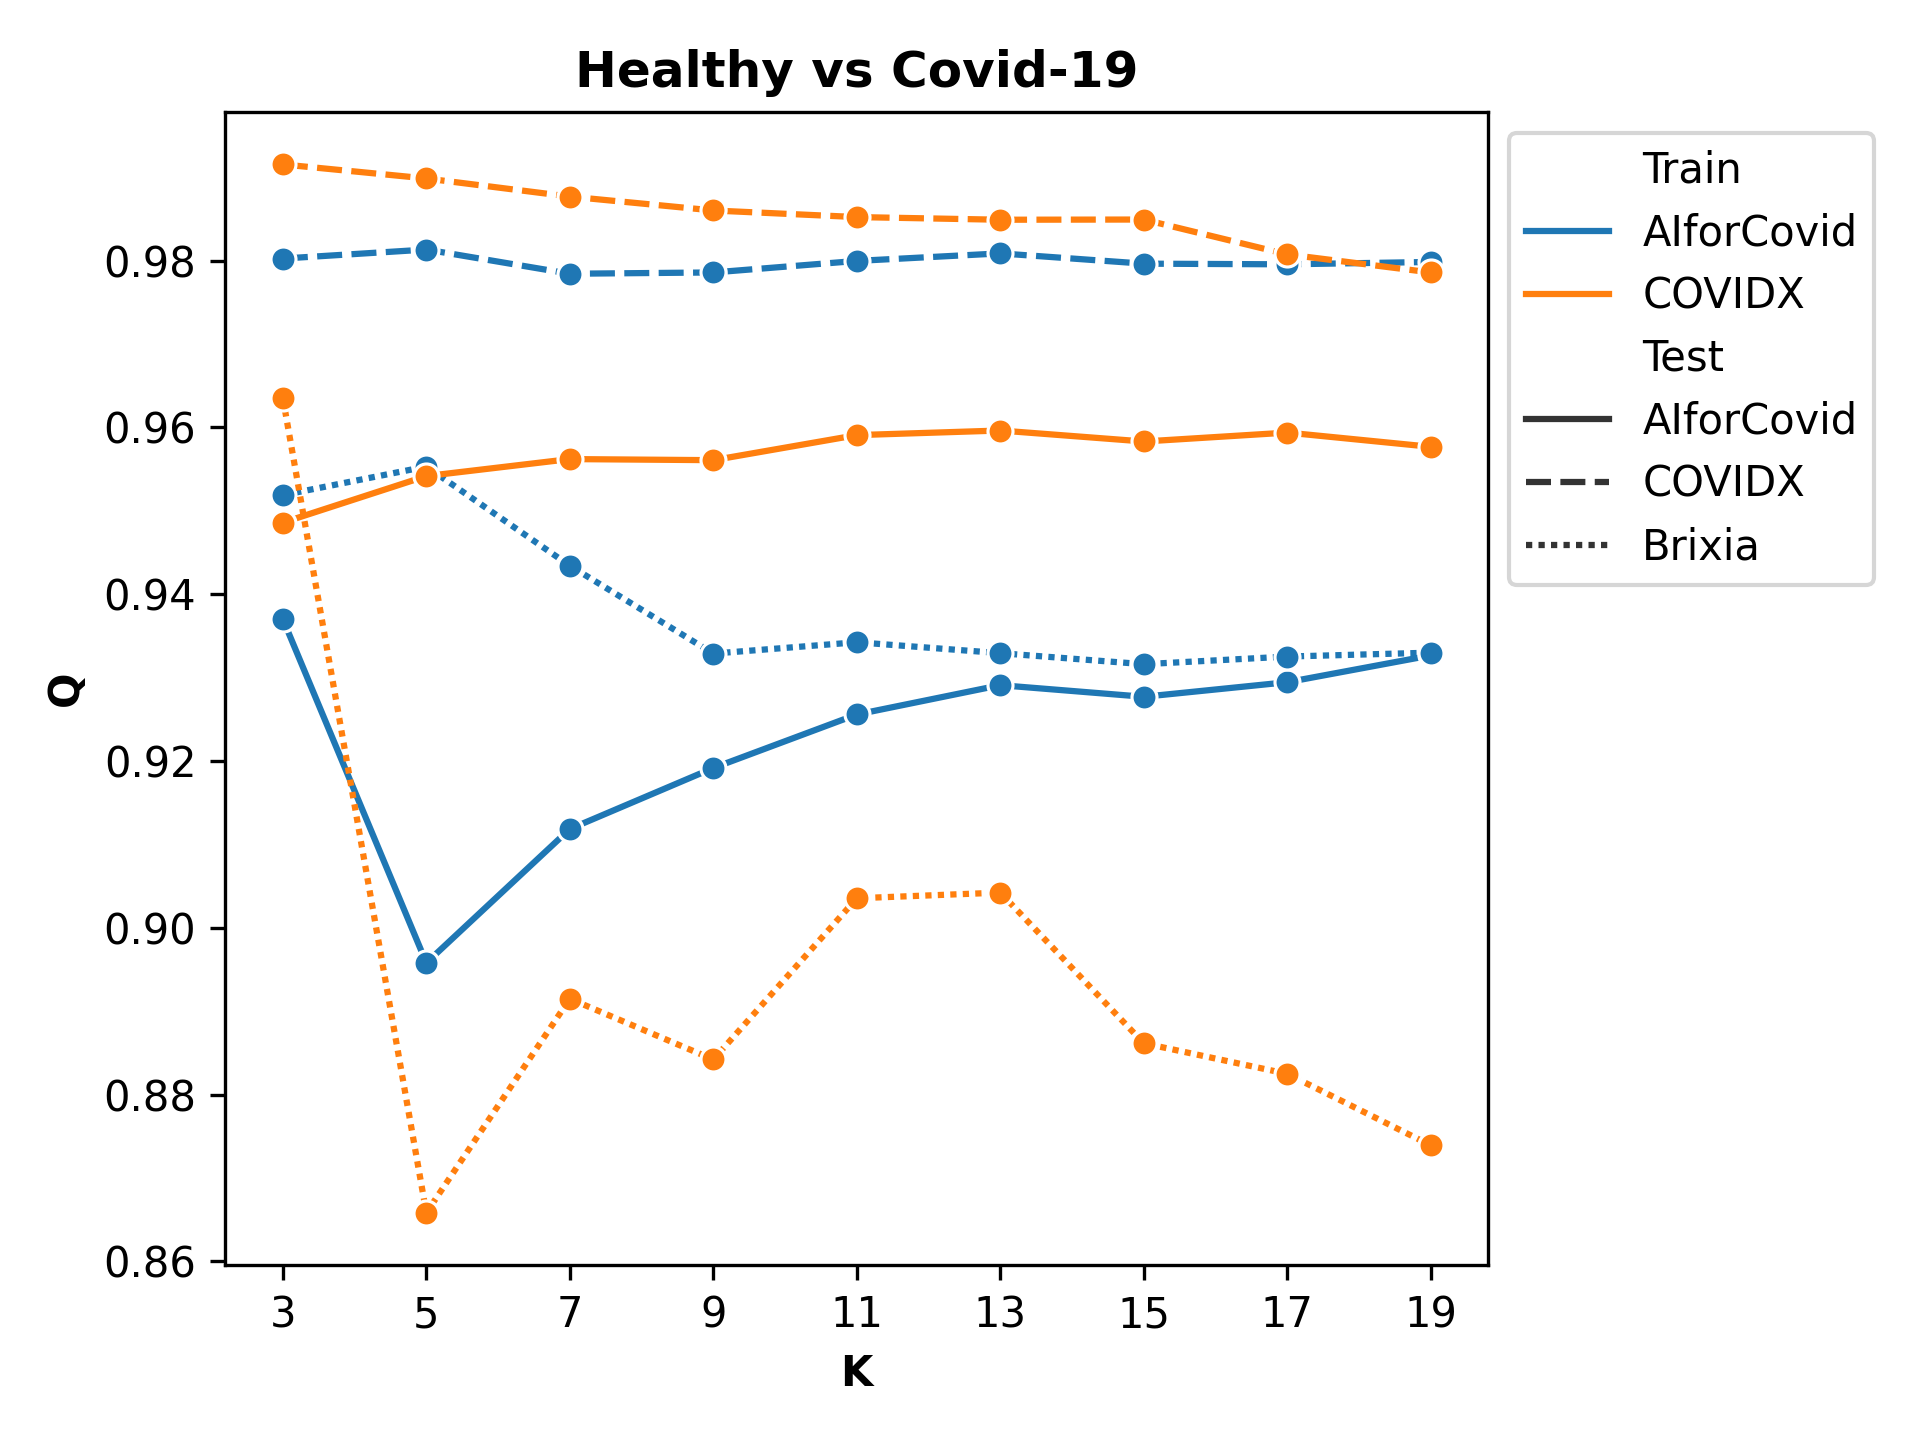 Healthy vs Covid-19
Train
AIforCovid
COVIDX
Test
AIforCovid
COVIDX
Brixia
0.98
0.96
0.94
0.92
0.90
0.88
0.86
Q
3 5 7 9 11 13 15 17 19
K